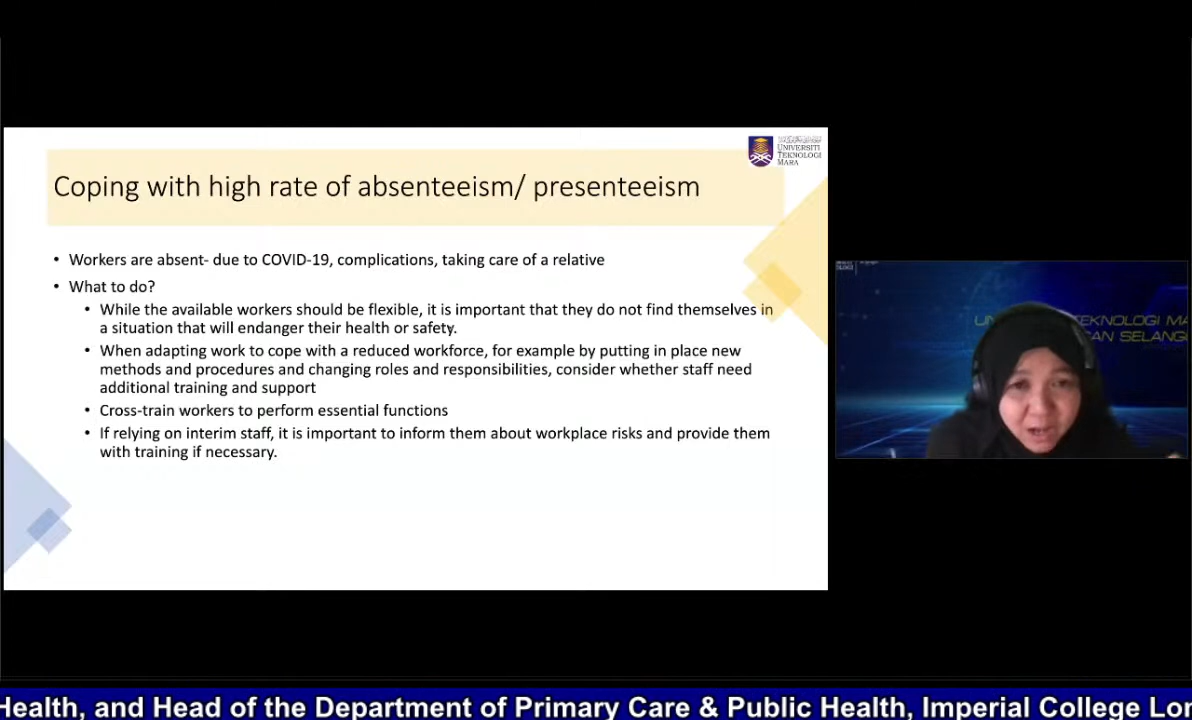 UNIVERSITI
TEKNOLOGI
MARA
Coping with high rate of absenteeism/ presenteeism
• Workers are absent- due to COVID-19, complications, taking care of a relative
• What to do?
• While the available workers should be flexible, it is important that they do not find themselves in
a situation that will endanger their health or safety.
• When adapting work to cope with a reduced workforce, for example by putting in place new
methods and procedures and changing roles and responsibilities, consider whether staff need
additional training and support
• Cross-train workers to perform essential functions
• If relying on interim staff, it is important to inform them about workplace risks and provide them
with training if necessary.
UN TEKNOLOGI MA
AN SELANG
Health, and Head of the Department of Primary Care & Public Health, Imperial College Lon